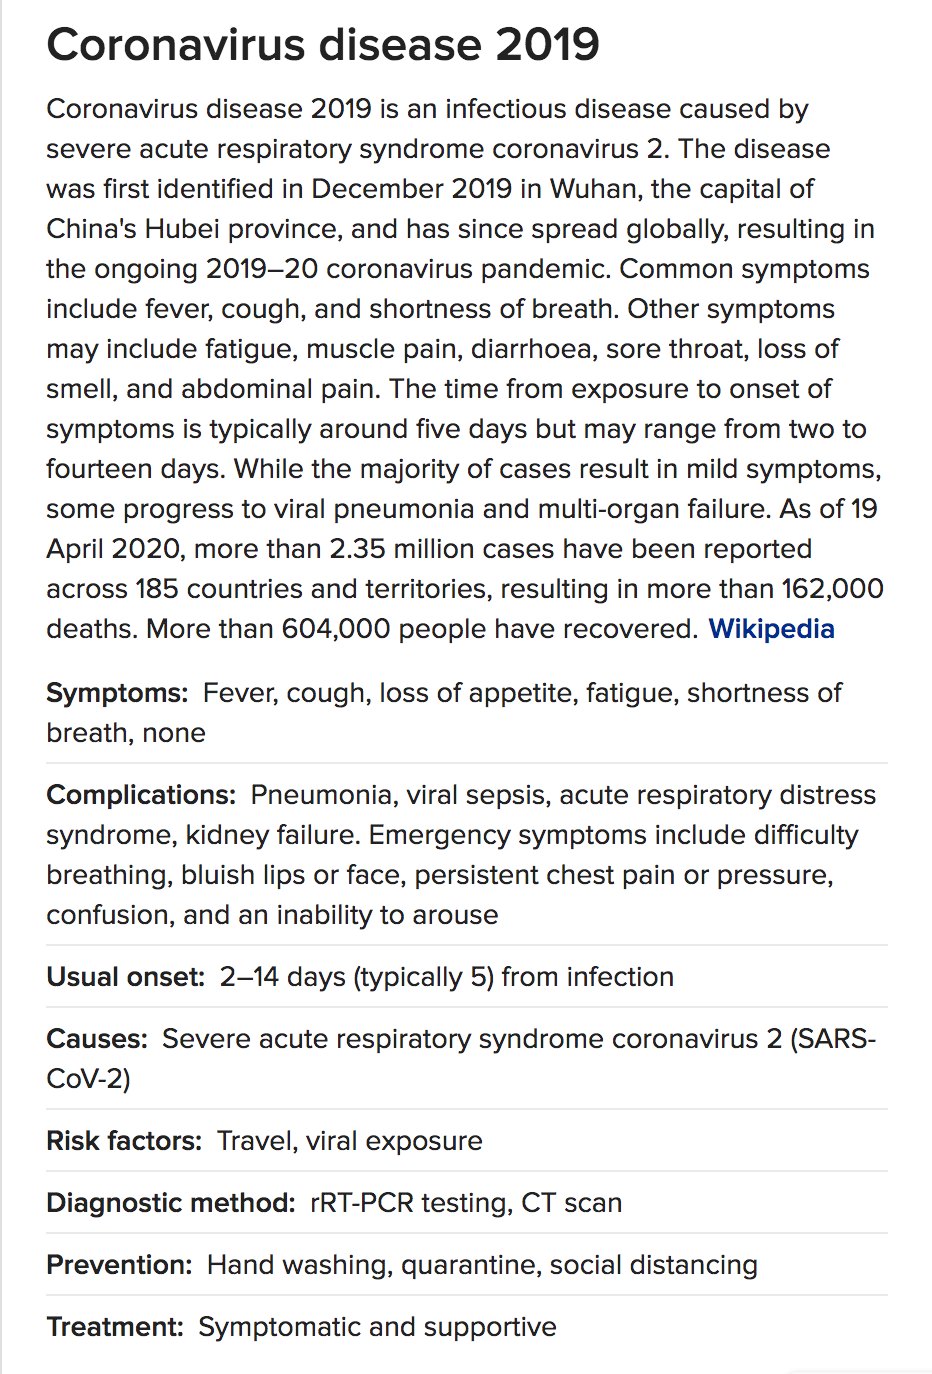 Coronavirus disease 2019
Coronavirus disease 2019 is an infectious disease caused by
severe acute respiratory syndrome coronavirus 2. The disease
was first identified in December 2019 in Wuhan, the capital of
China's Hubei province, and has since spread globally, resulting in
the ongoing 2019–20 coronavirus pandemic. Common symptoms
include fever, cough, and shortness of breath. Other symptoms
may include fatigue, muscle pain, diarrhoea, sore throat, loss of
smell, and abdominal pain. The time from exposure to onset of
symptoms is typically around five days but may range from two to
fourteen days. While the majority of cases result in mild symptoms,
some progress to viral pneumonia and multi-organ failure. As of 19
April 2020, more than 2.35 million cases have been reported
across 185 countries and territories, resulting in more than 162,000
deaths. More than 604,000 people have recovered. Wikipedia
Symptoms: Fever, cough, loss of appetite, fatigue, shortness of
breath, none
Complications: Pneumonia, viral sepsis, acute respiratory distress
syndrome, kidney failure. Emergency symptoms include difficulty
breathing, bluish lips or face, persistent chest pain or pressure,
confusion, and an inability to arouse
Usual onset: 2–14 days (typically 5) from infection
Causes: Severe acute respiratory syndrome coronavirus 2 (SARS-
CoV-2)
Risk factors: Travel, viral exposure
Diagnostic method: rRT-PCR testing, CT scan
Prevention: Hand washing, quarantine, social distancing
Treatment: Symptomatic and supportive